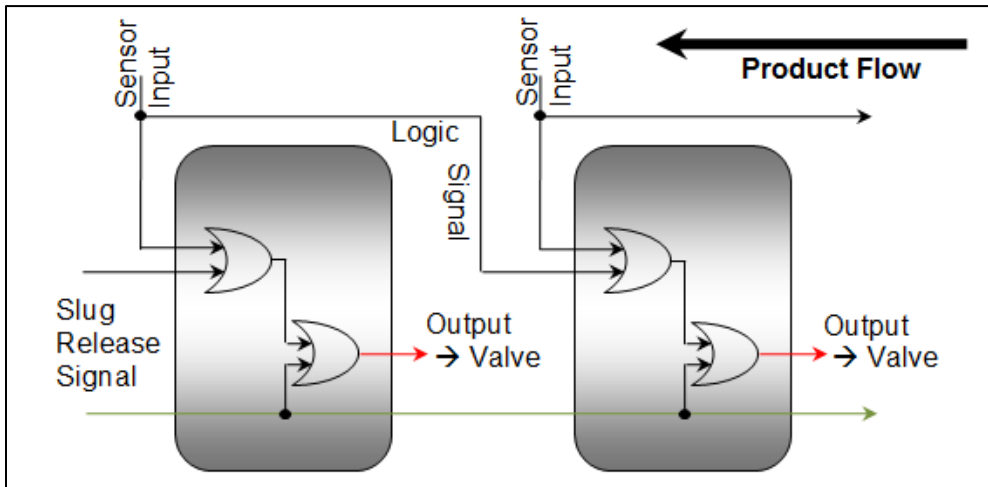 Sensor
Input
Sensor
Input
Product Flow
Logic
Signal
Slug
Release
Signal
Output
→ Valve
Output
→ Valve